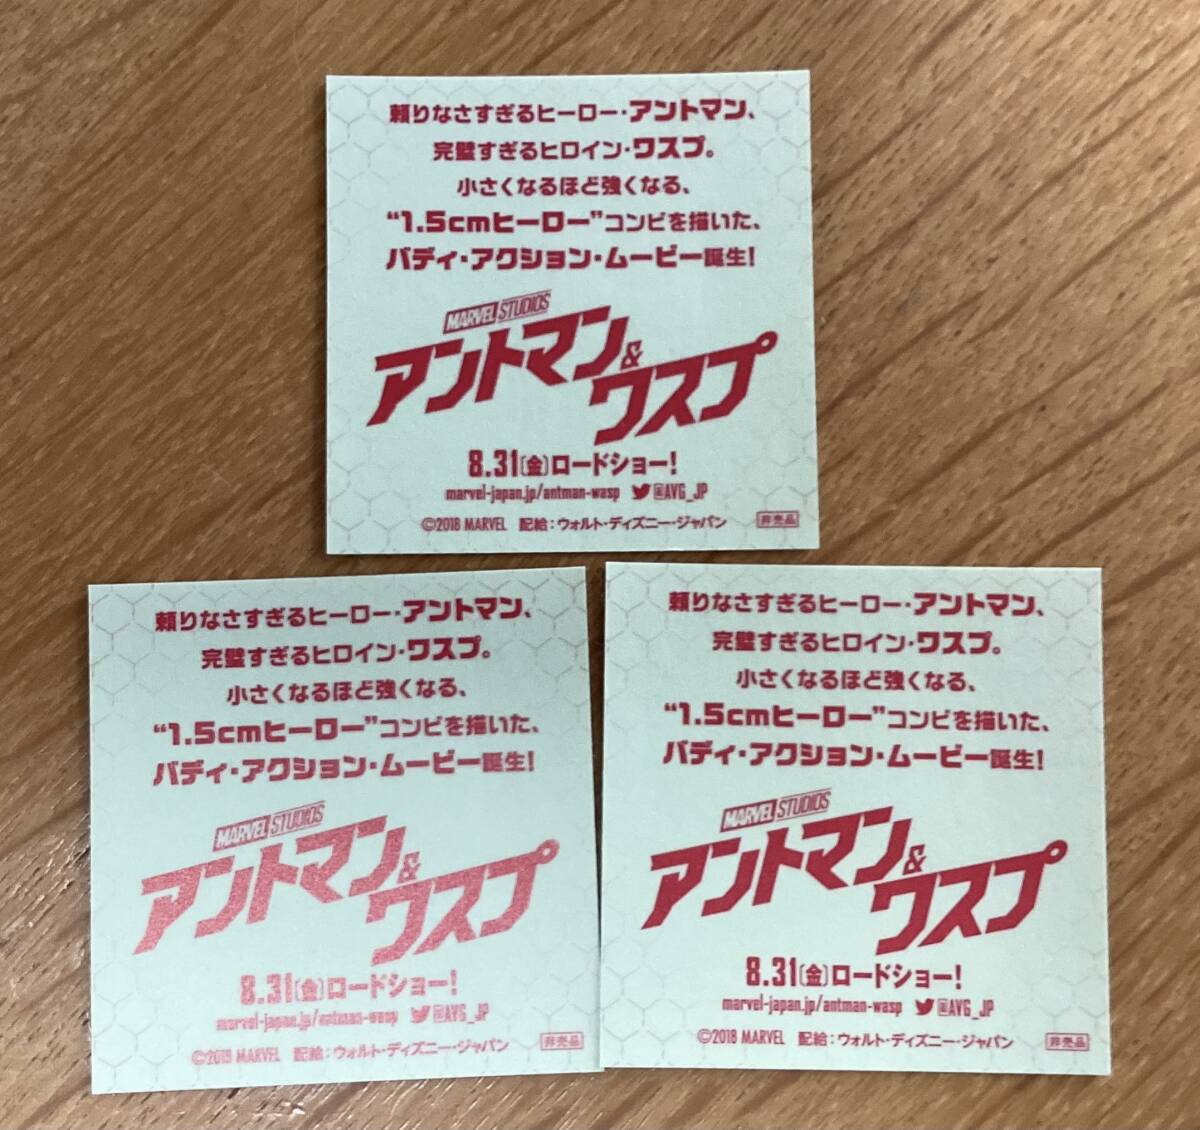 頼りなさすぎるヒーロー・アントマン、
完璧すぎるヒロイン・ワスプ。
小さくなるほど強くなる、
“1.5cmヒーロー”コンビを描いた、
バディ・アクション・ムービー誕生!
MARVEL STUDIOS
アントマン&
ワスプ
8.31(金)ロードショー!
marvel-japan.jp/antman-wasp @AVG_JP
©2018 MARVEL 配給:ウォルト・ディズニー・ジャパン 非売品
頼りなさすぎるヒーロー・アントマン、
完璧すぎるヒロイン・ワスプ。
小さくなるほど強くなる、
“1.5cmヒーロー”コンビを描いた、
バディ・アクション・ムービー誕生!
MARVEL STUDIOS
アントマン&
ワスプ
8.31(金)ロードショー!
marvel-japan.jp/antman-wasp @AVG_JP
©2018 MARVEL 配給:ウォルト・ディズニー・ジャパン 非売品
頼りなさすぎるヒーロー・アントマン、
完璧すぎるヒロイン・ワスプ。
小さくなるほど強くなる、
“1.5cmヒーロー”コンビを描いた、
バディ・アクション・ムービー誕生!
MARVEL STUDIOS
アントマン&
ワスプ
8.31(金)ロードショー!
marvel-japan.jp/antman-wasp @AVG_JP
©2018 MARVEL 配給:ウォルト・ディズニー・ジャパン 非売品